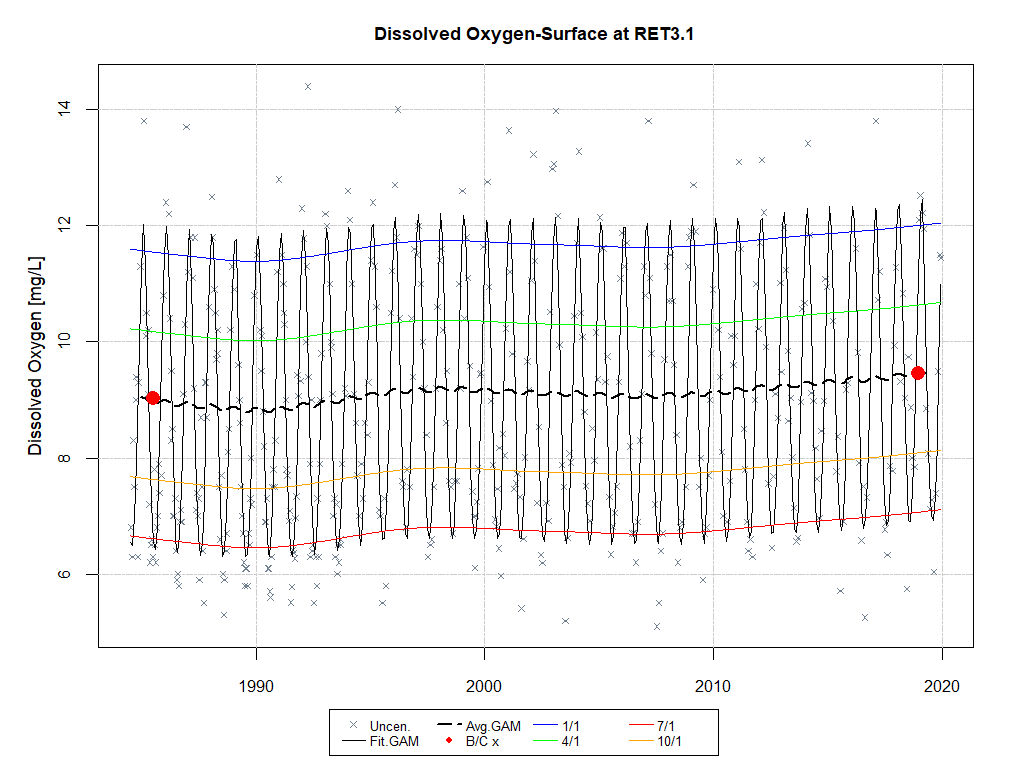 Dissolved Oxygen-Surface at RET3.1
Dissolved Oxygen [mg/L]
14
12
10
8
6
1990 2000 2010 2020
Uncen. Avg.GAM 1/1 7/1
Fit.GAM B/C x 4/1 10/1